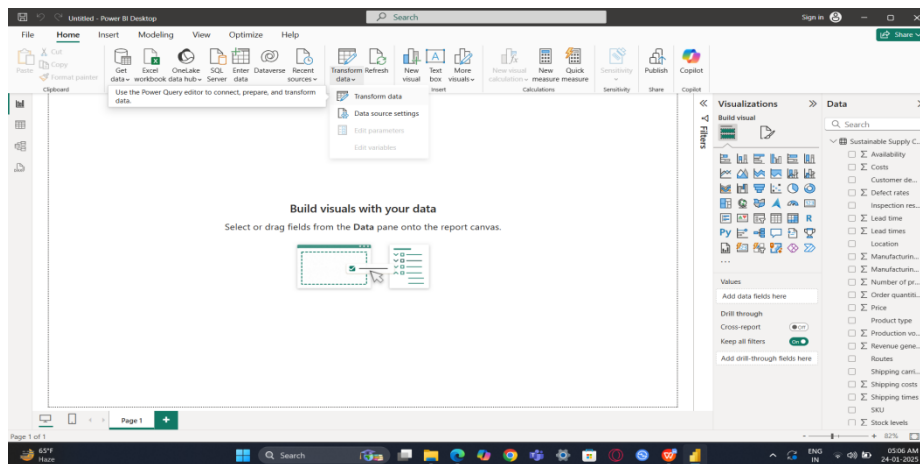 Untitled - Power BI Desktop
Search
Sign in
File Home Insert Modeling View Optimize Help
Share
Paste
Cut
Copy
Format painter
Get data
Excel workbook
OneLake data hub
SQL Server
Enter data
Dataverse
Recent sources
Transform data
Refresh
New visual
Text box
More visuals
New visual calculation
New measure
Quick measure
Sensitivity
Publish
Copilot
Clipboard
Insert
Calculations
Sensitivity
Share
Copilot
Use the Power Query editor to connect, prepare, and transform
data.
Transform data
Data source settings
Edit parameters
Edit variables
Build visuals with your data
Select or drag fields from the Data pane onto the report canvas.
Filters
Visualizations
Build visual
Values
Add data fields here
Drill through
Cross-report
Off
Keep all filters
On
Add drill-through fields here
Data
Search
Sustainable Supply C...
Availability
Costs
Customer de...
Defect rates
Inspection res...
Lead time
Lead times
Location
Manufacturin...
Manufacturin...
Number of pr...
Order quantiti...
Price
Product type
Production vo...
Revenue gene...
Routes
Shipping carri...
Shipping costs
Shipping times
SKU
Stock levels
Page 1
Page 1 of 1
82%
65°F
Haze
Search
ENG
IN
05:06 AM
24-01-2025